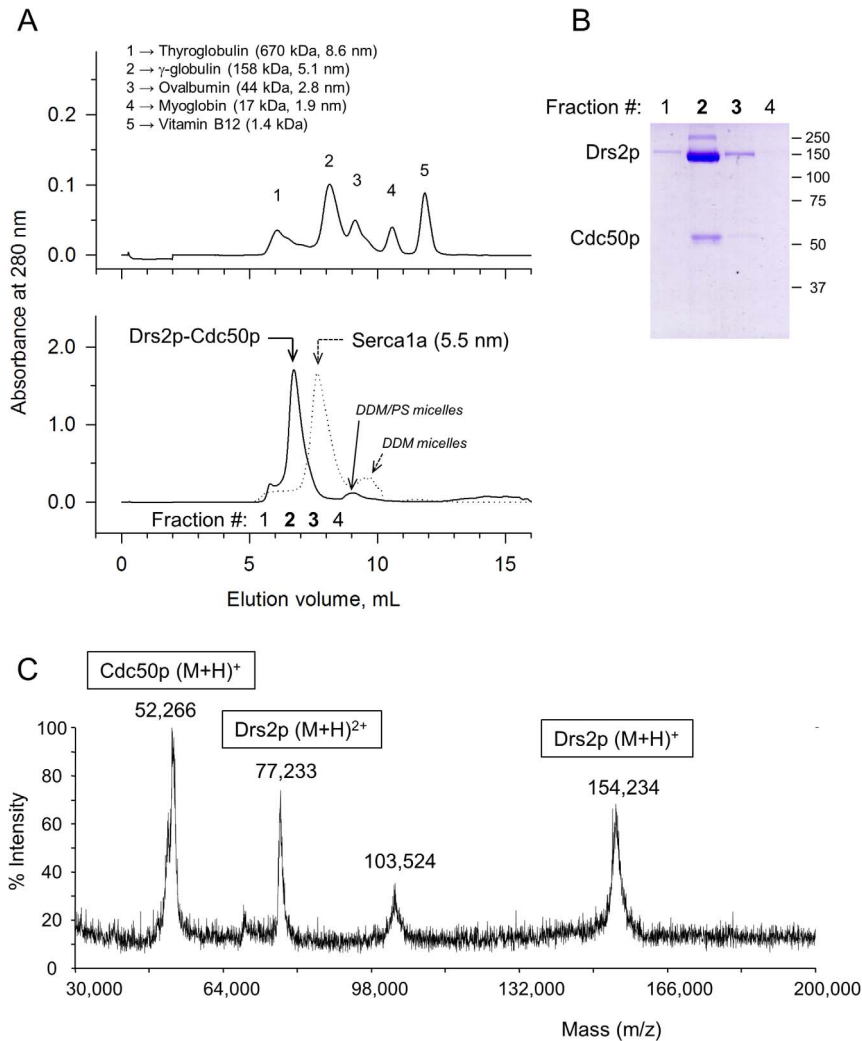 A
1 → Thyroglobulin (670 kDa, 8.6 nm)
2 → γ-globulin (158 kDa, 5.1 nm)
3 → Ovalbumin (44 kDa, 2.8 nm)
4 → Myoglobin (17 kDa, 1.9 nm)
5 → Vitamin B12 (1.4 kDa)
0.2
0.1
0.0
1
2
3
4
5
Absorbance at 280 nm
2.0
1.0
0.0
Drs2p-Cdc50p
Serca1a (5.5 nm)
DDM/PS micelles
DDM micelles
Fraction #: 1 2 3 4
0 5 10 15
Elution volume, mL
B
Fraction #: 1 2 3 4
Drs2p
Cdc50p
250
150
100
75
50
37
C
Cdc50p (M+H)+
52,266
Drs2p (M+H)2+
77,233
103,524
Drs2p (M+H)+
154,234
% Intensity
100
80
60
40
20
0
30,000 64,000 98,000 132,000 166,000 200,000
Mass (m/z)